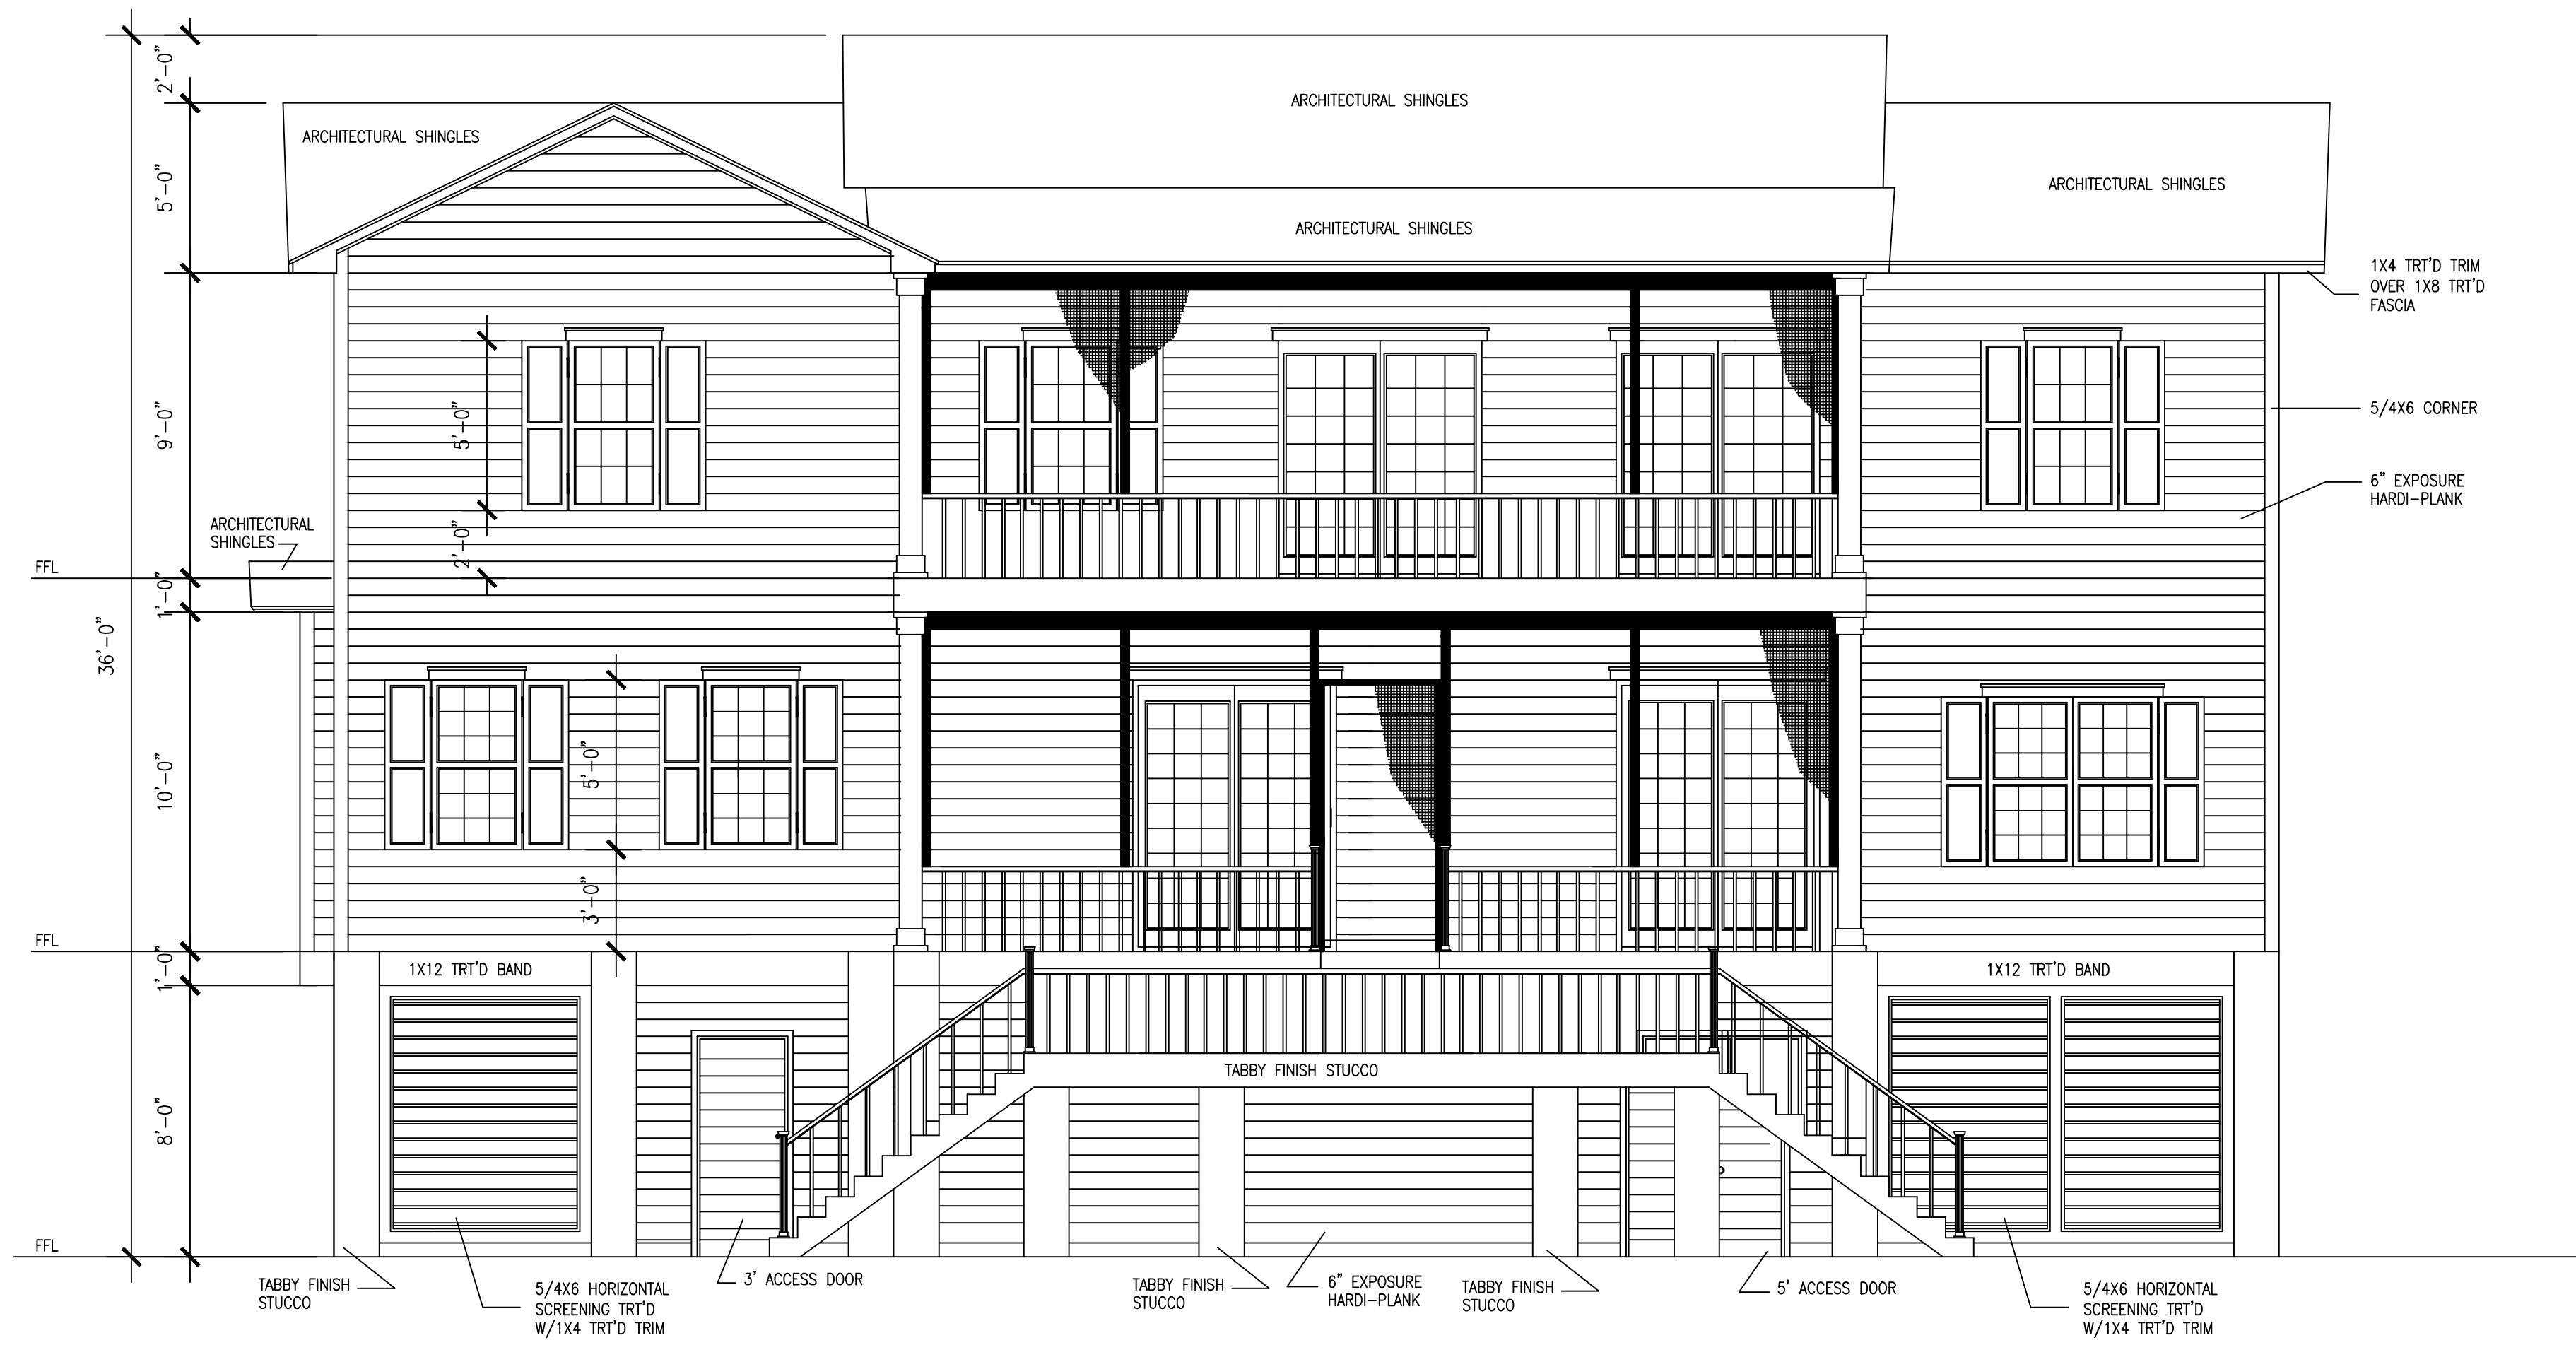 2'-0"
ARCHITECTURAL SHINGLES
ARCHITECTURAL SHINGLES
5'-0"
ARCHITECTURAL SHINGLES
ARCHITECTURAL SHINGLES
1X4 TRT'D TRIM
OVER 1X8 TRT'D
FASCIA
9'-0"
5'-0"
5/4X6 CORNER
6" EXPOSURE
HARDI-PLANK
ARCHITECTURAL
SHINGLES
2'-0"
FFL
1'-0"
36'-0"
10'-0"
5'-0"
3'-0"
FFL
1'-0"
1X12 TRT'D BAND
1X12 TRT'D BAND
TABBY FINISH STUCCO
8'-0"
FFL
TABBY FINISH
STUCCO
5/4X6 HORIZONTAL
SCREENING TRT'D
W/1X4 TRT'D TRIM
3' ACCESS DOOR
TABBY FINISH
STUCCO
6" EXPOSURE
HARDI-PLANK
TABBY FINISH
STUCCO
5' ACCESS DOOR
5/4X6 HORIZONTAL
SCREENING TRT'D
W/1X4 TRT'D TRIM